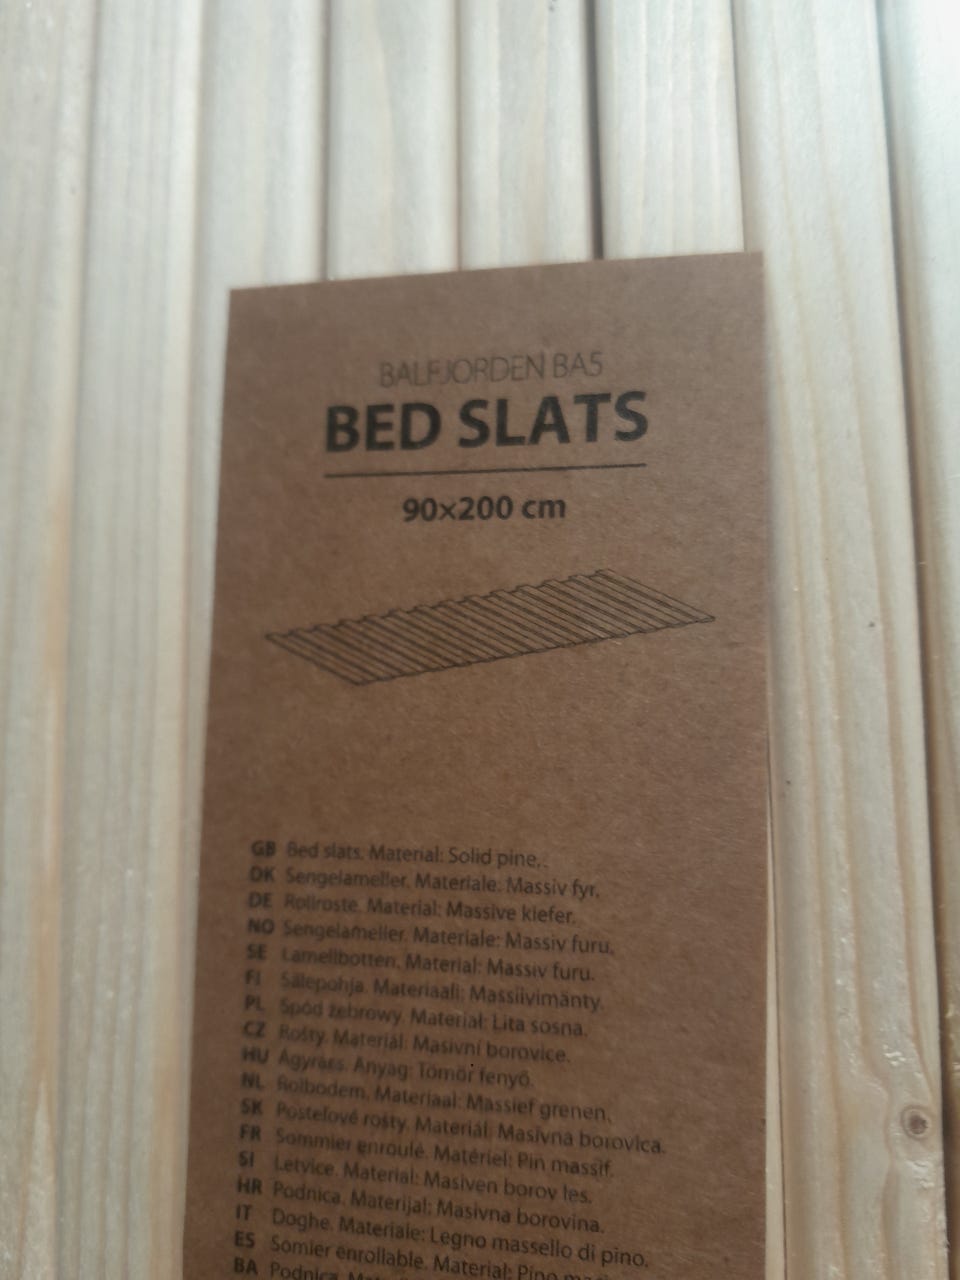 BALFJORDEN BAS
BED SLATS
90×200 cm
GB Bed slats. Material: Solid pine.
DK Sengelameller. Materiale: Massiv fyr.
DE Rollroste. Material: Massive kiefer.
NO Sengelameller. Materiale: Massiv furu.
SE Lamellbotten. Material: Massiv furu.
FI Sälepohja. Materiaali: Massiivimänty.
PL Spód żebrowy. Materiał: Lita sosna.
CZ Rošty. Materiál: Masivní borovice.
HU Ágyrács. Anyag: Tömör fenyő.
NL Rolbodem. Materiaal: Massief grenen.
SK Posteľové rošty. Materiál: Masívna borovica.
FR Sommier enroulé. Matériel: Pin massif.
SI Letvice. Material: Masiven borov les.
HR Podnica. Materijal: Masivna borovina.
IT Doghe. Materiale: Legno massello di pino.
ES Somier enrollable. Material: Pino
BA Podnica.